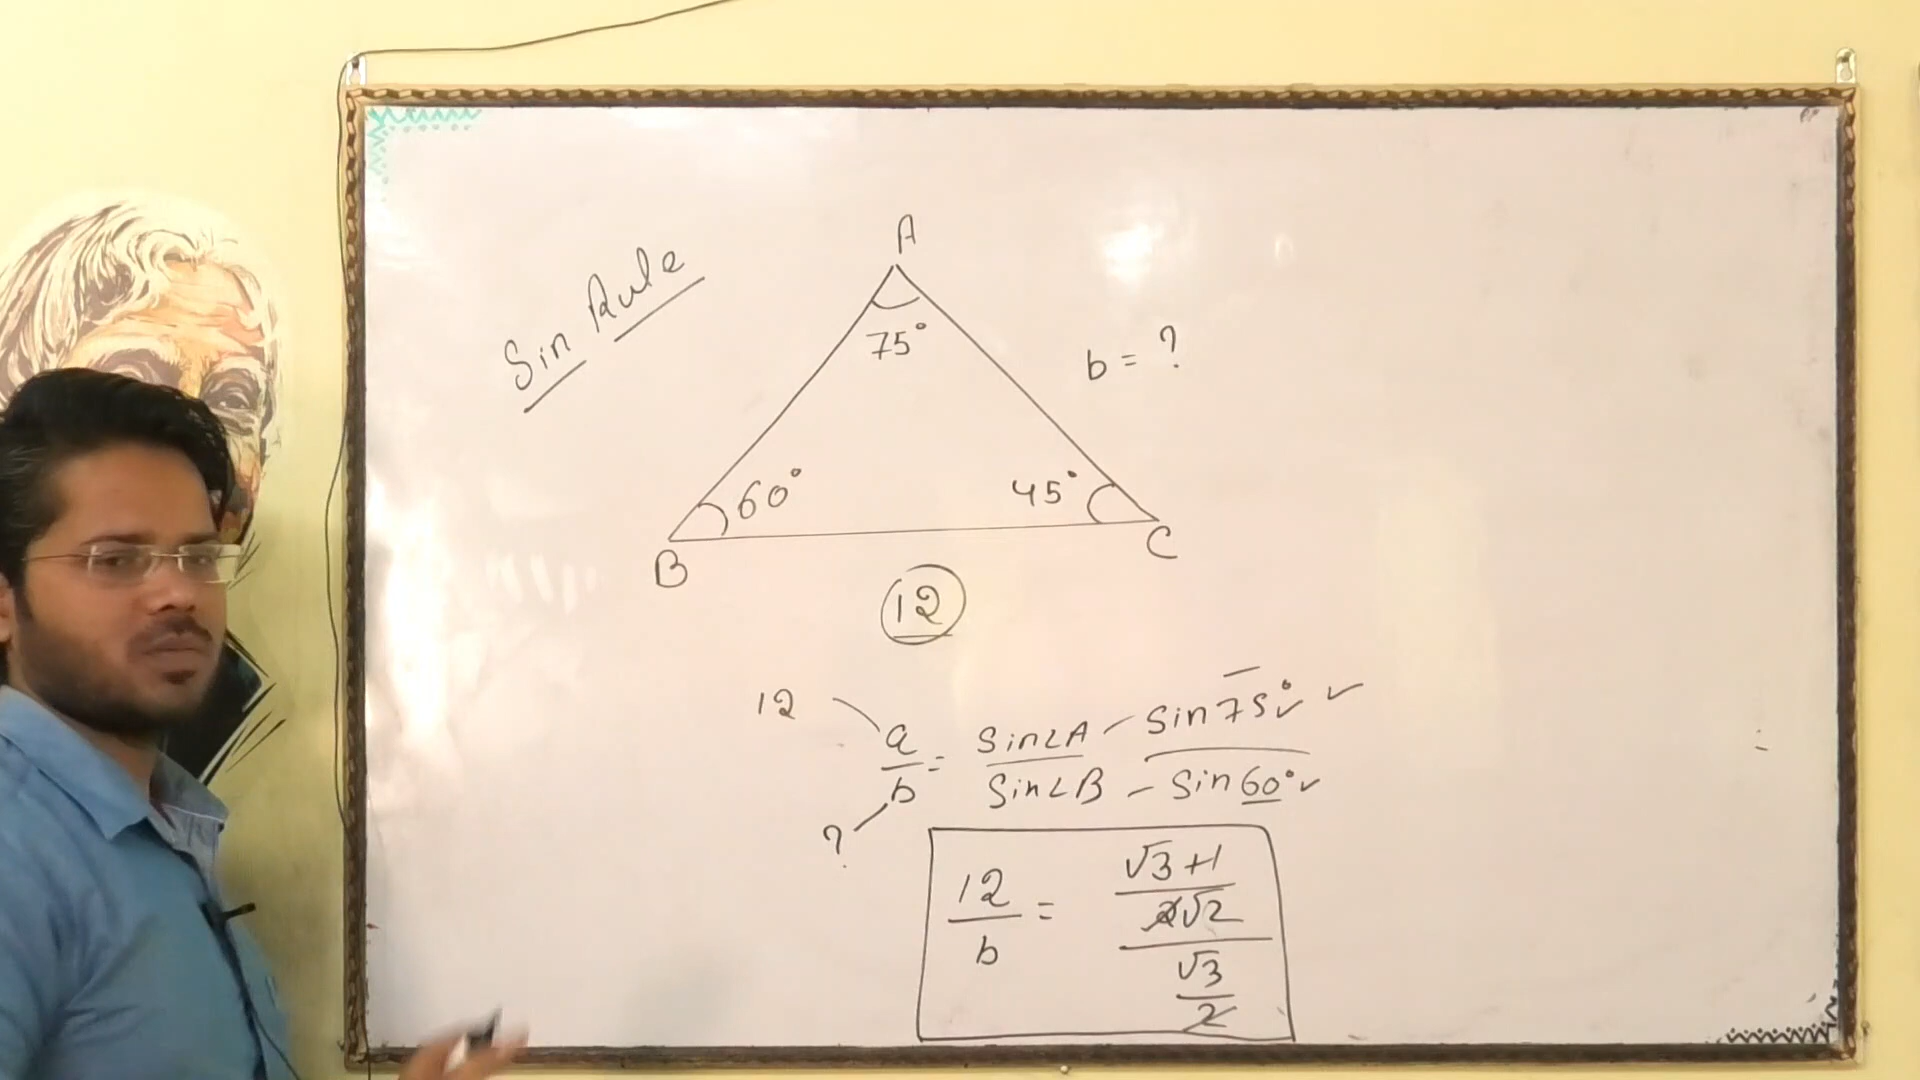 Sin Rule
A
75°
b = ?
60°
45°
B
C
12
12
a/b = Sin∠A/Sin∠B - Sin75°/Sin60°
?
12/b = (√3+1/2√2)/(√3/2)